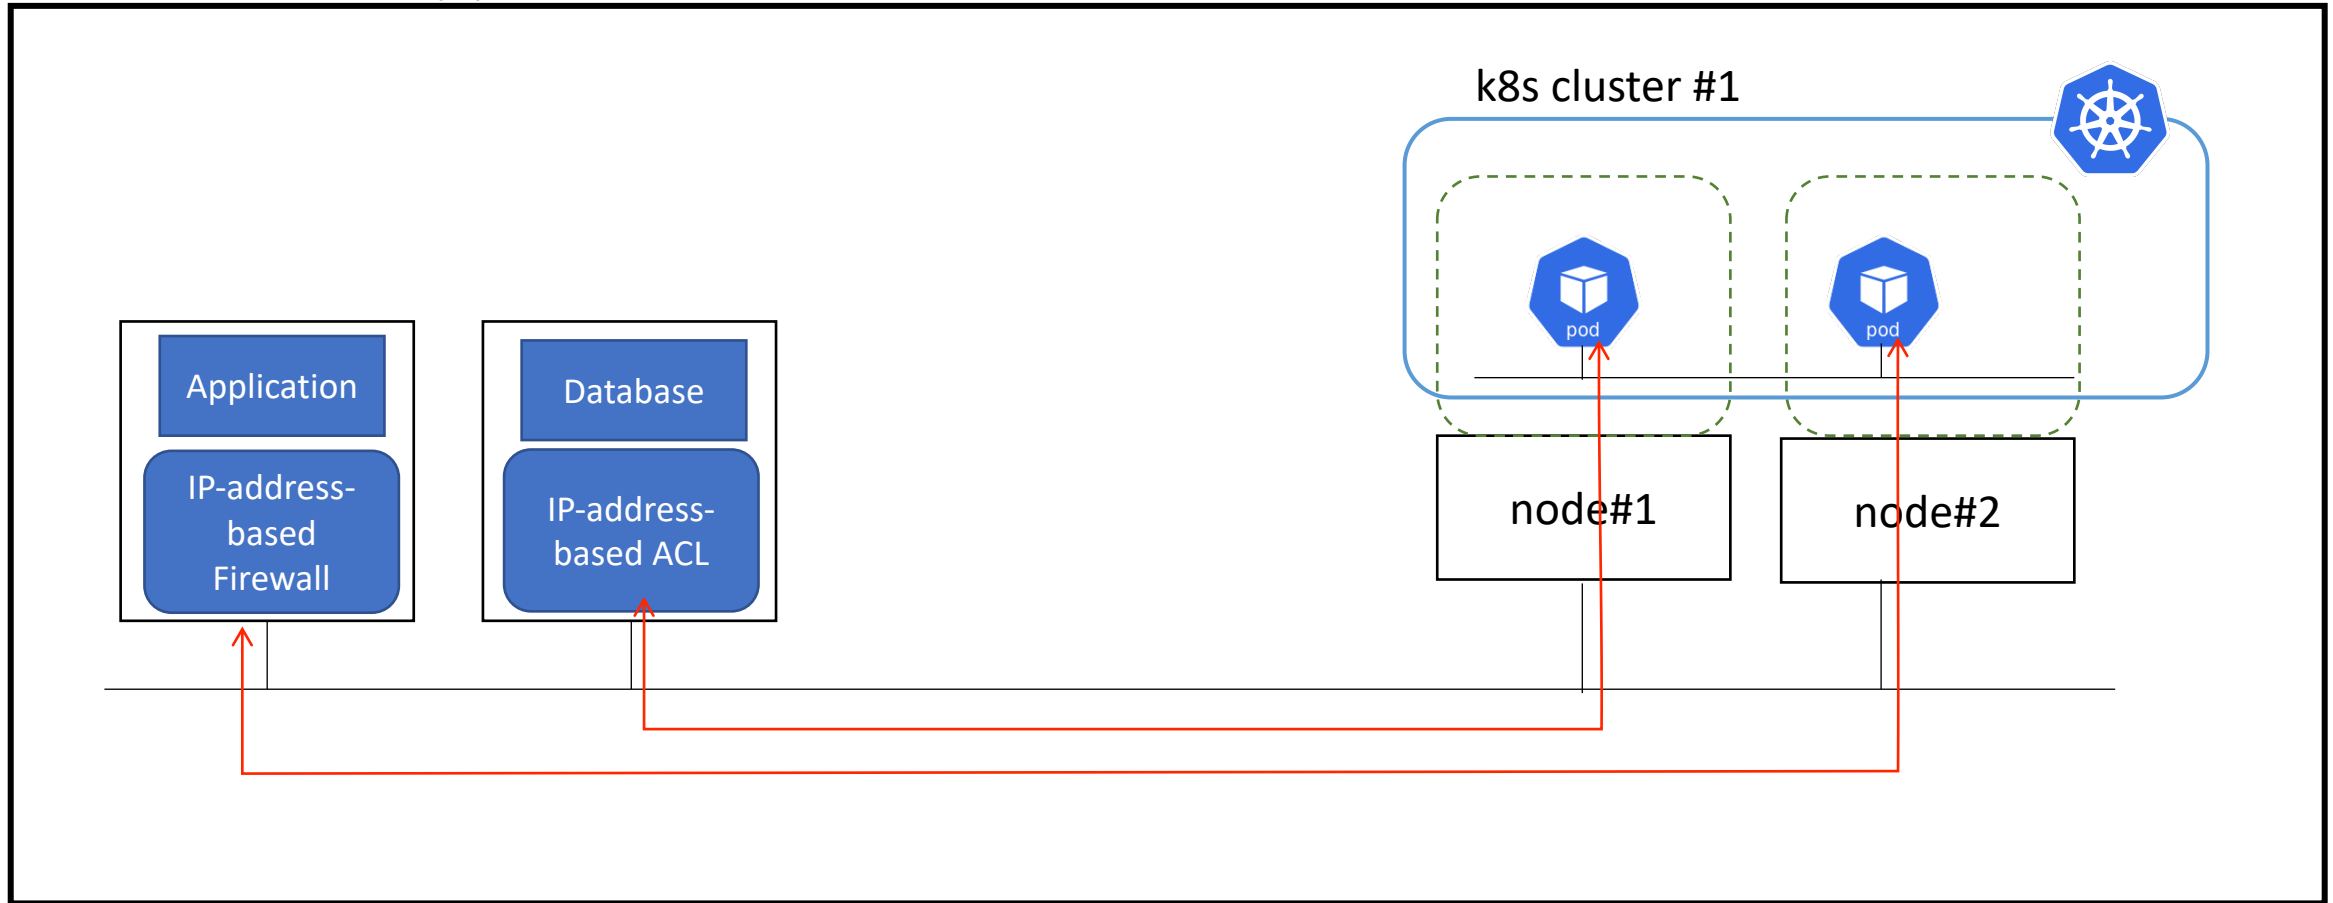 k8s cluster #1
pod
pod
Application
IP-address-
based
Firewall
Database
IP-address-
based ACL
node#1
node#2